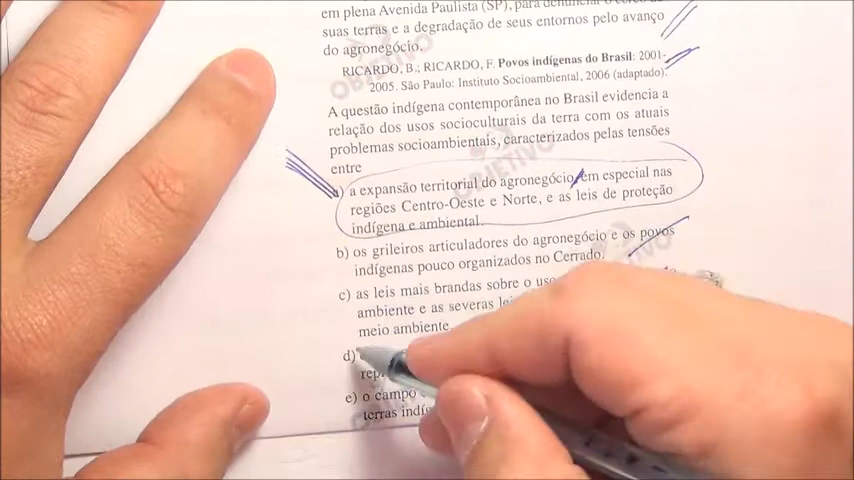 em plena Avenida Paulista (SP), para denunciar o cerco de
suas terras e a degradação de seus entornos pelo avanço
do agronegócio.
RICARDO, B.; RICARDO, F. Povos indígenas do Brasil: 2001-
2005. São Paulo: Instituto Socioambiental, 2006 (adaptado).
A questão indígena contemporânea no Brasil evidencia a
relação dos usos socioculturais da terra com os atuais
problemas socioambientais, caracterizados pelas tensões
entre
a) a expansão territorial do agronegócio, em especial nas
regiões Centro-Oeste e Norte, e as leis de proteção
indígena e ambiental.
b) os grileiros articuladores do agronegócio e os povos
indígenas pouco organizados no Cerrado.
c) as leis mais brandas sobre o uso
ambiente e as severas
meio ambiente
d)
e) o campo
terras
OBJETIVO
OBJETIVO